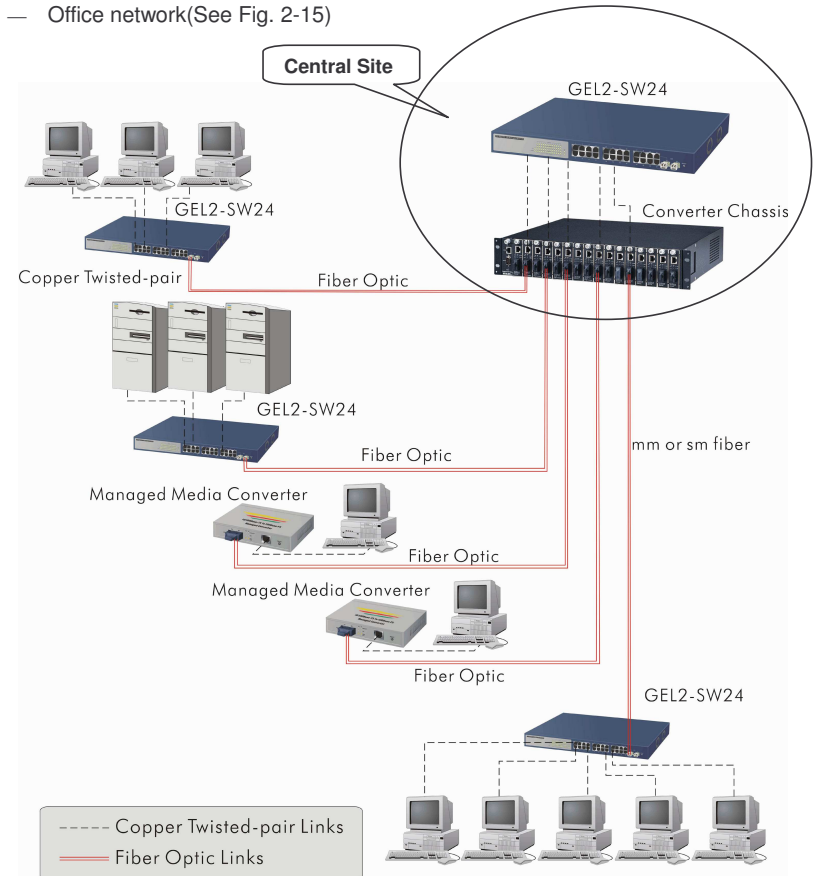 — Office network(See Fig. 2-15)
Central Site
GEL2-SW24
Converter Chassis
GEL2-SW24
Copper Twisted-pair
Fiber Optic
GEL2-SW24
Fiber Optic
mm or sm fiber
Managed Media Converter
Fiber Optic
Managed Media Converter
Fiber Optic
GEL2-SW24
Copper Twisted-pair Links
Fiber Optic Links